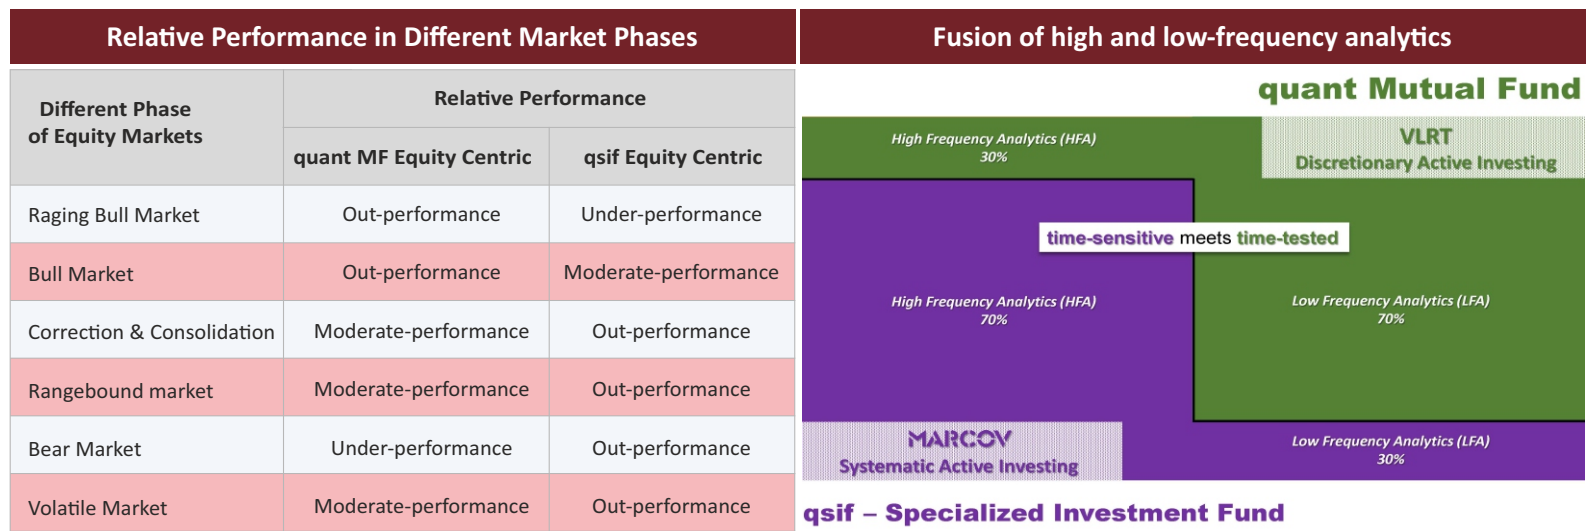 Relative Performance in Different Market Phases
Different Phase
of Equity Markets
Relative Performance
quant MF Equity Centric
qsif Equity Centric
Raging Bull Market
Out-performance
Under-performance
Bull Market
Out-performance
Moderate-performance
Correction & Consolidation
Moderate-performance
Out-performance
Rangebound market
Moderate-performance
Out-performance
Bear Market
Under-performance
Out-performance
Volatile Market
Moderate-performance
Out-performance
Fusion of high and low-frequency analytics
quant Mutual Fund
High Frequency Analytics (HFA)
30%
VLRT
Discretionary Active Investing
time-sensitive meets time-tested
High Frequency Analytics (HFA)
70%
Low Frequency Analytics (LFA)
70%
MARCOV
Systematic Active Investing
Low Frequency Analytics (LFA)
30%
qsif – Specialized Investment Fund